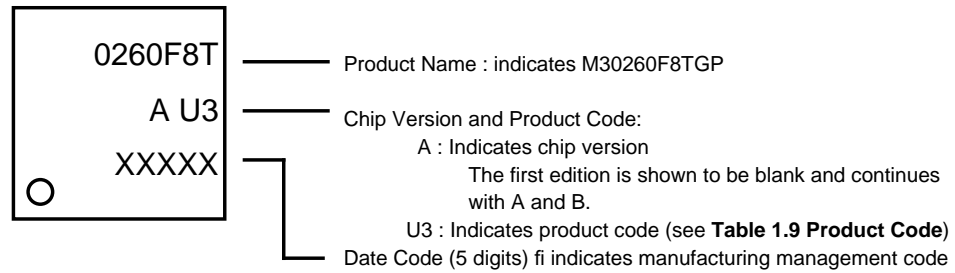 0260F8T
A U3
XXXXX
Product Name : indicates M30260F8TGP
Chip Version and Product Code:
A : Indicates chip version
The first edition is shown to be blank and continues
with A and B.
U3 : Indicates product code (see Table 1.9 Product Code)
Date Code (5 digits) fi indicates manufacturing management code